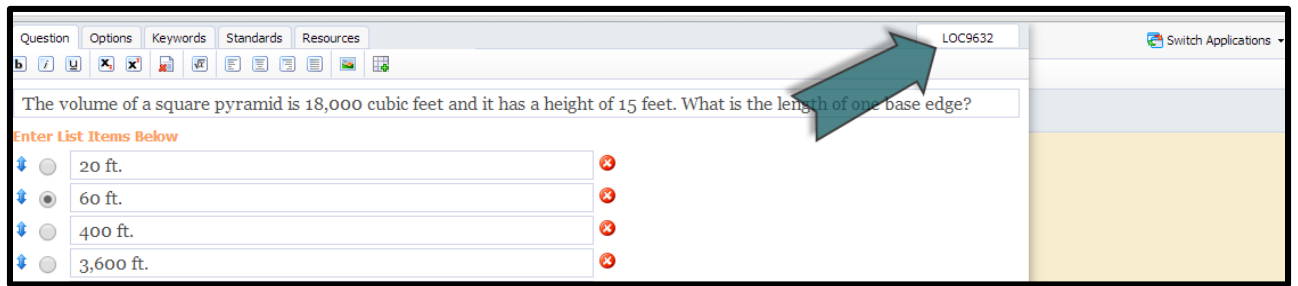 Question Options Keywords Standards Resources LOC9632 Switch Applications
b i U X, X¹ √x
The volume of a square pyramid is 18,000 cubic feet and it has a height of 15 feet. What is the length of one base edge?
Enter List Items Below
20 ft.
60 ft.
400 ft.
3,600 ft.